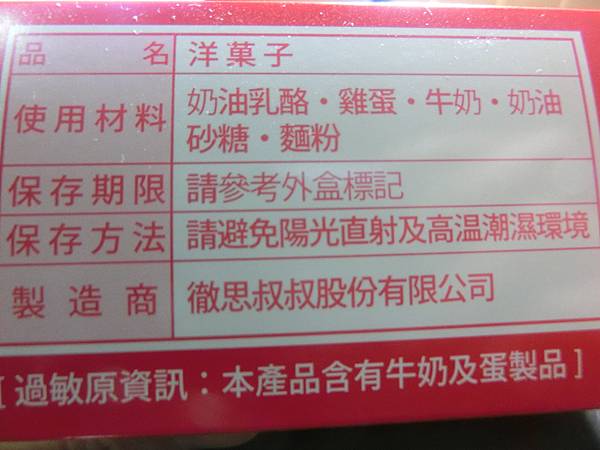 品名 洋菓子
使用材料 奶油乳酪・雞蛋・牛奶・奶油
砂糖・麵粉
保存期限 請參考外盒標記
保存方法 請避免陽光直射及高温潮濕環境
製造商 徹思叔叔股份有限公司
[過敏原資訊：本產品含有牛奶及蛋製品]